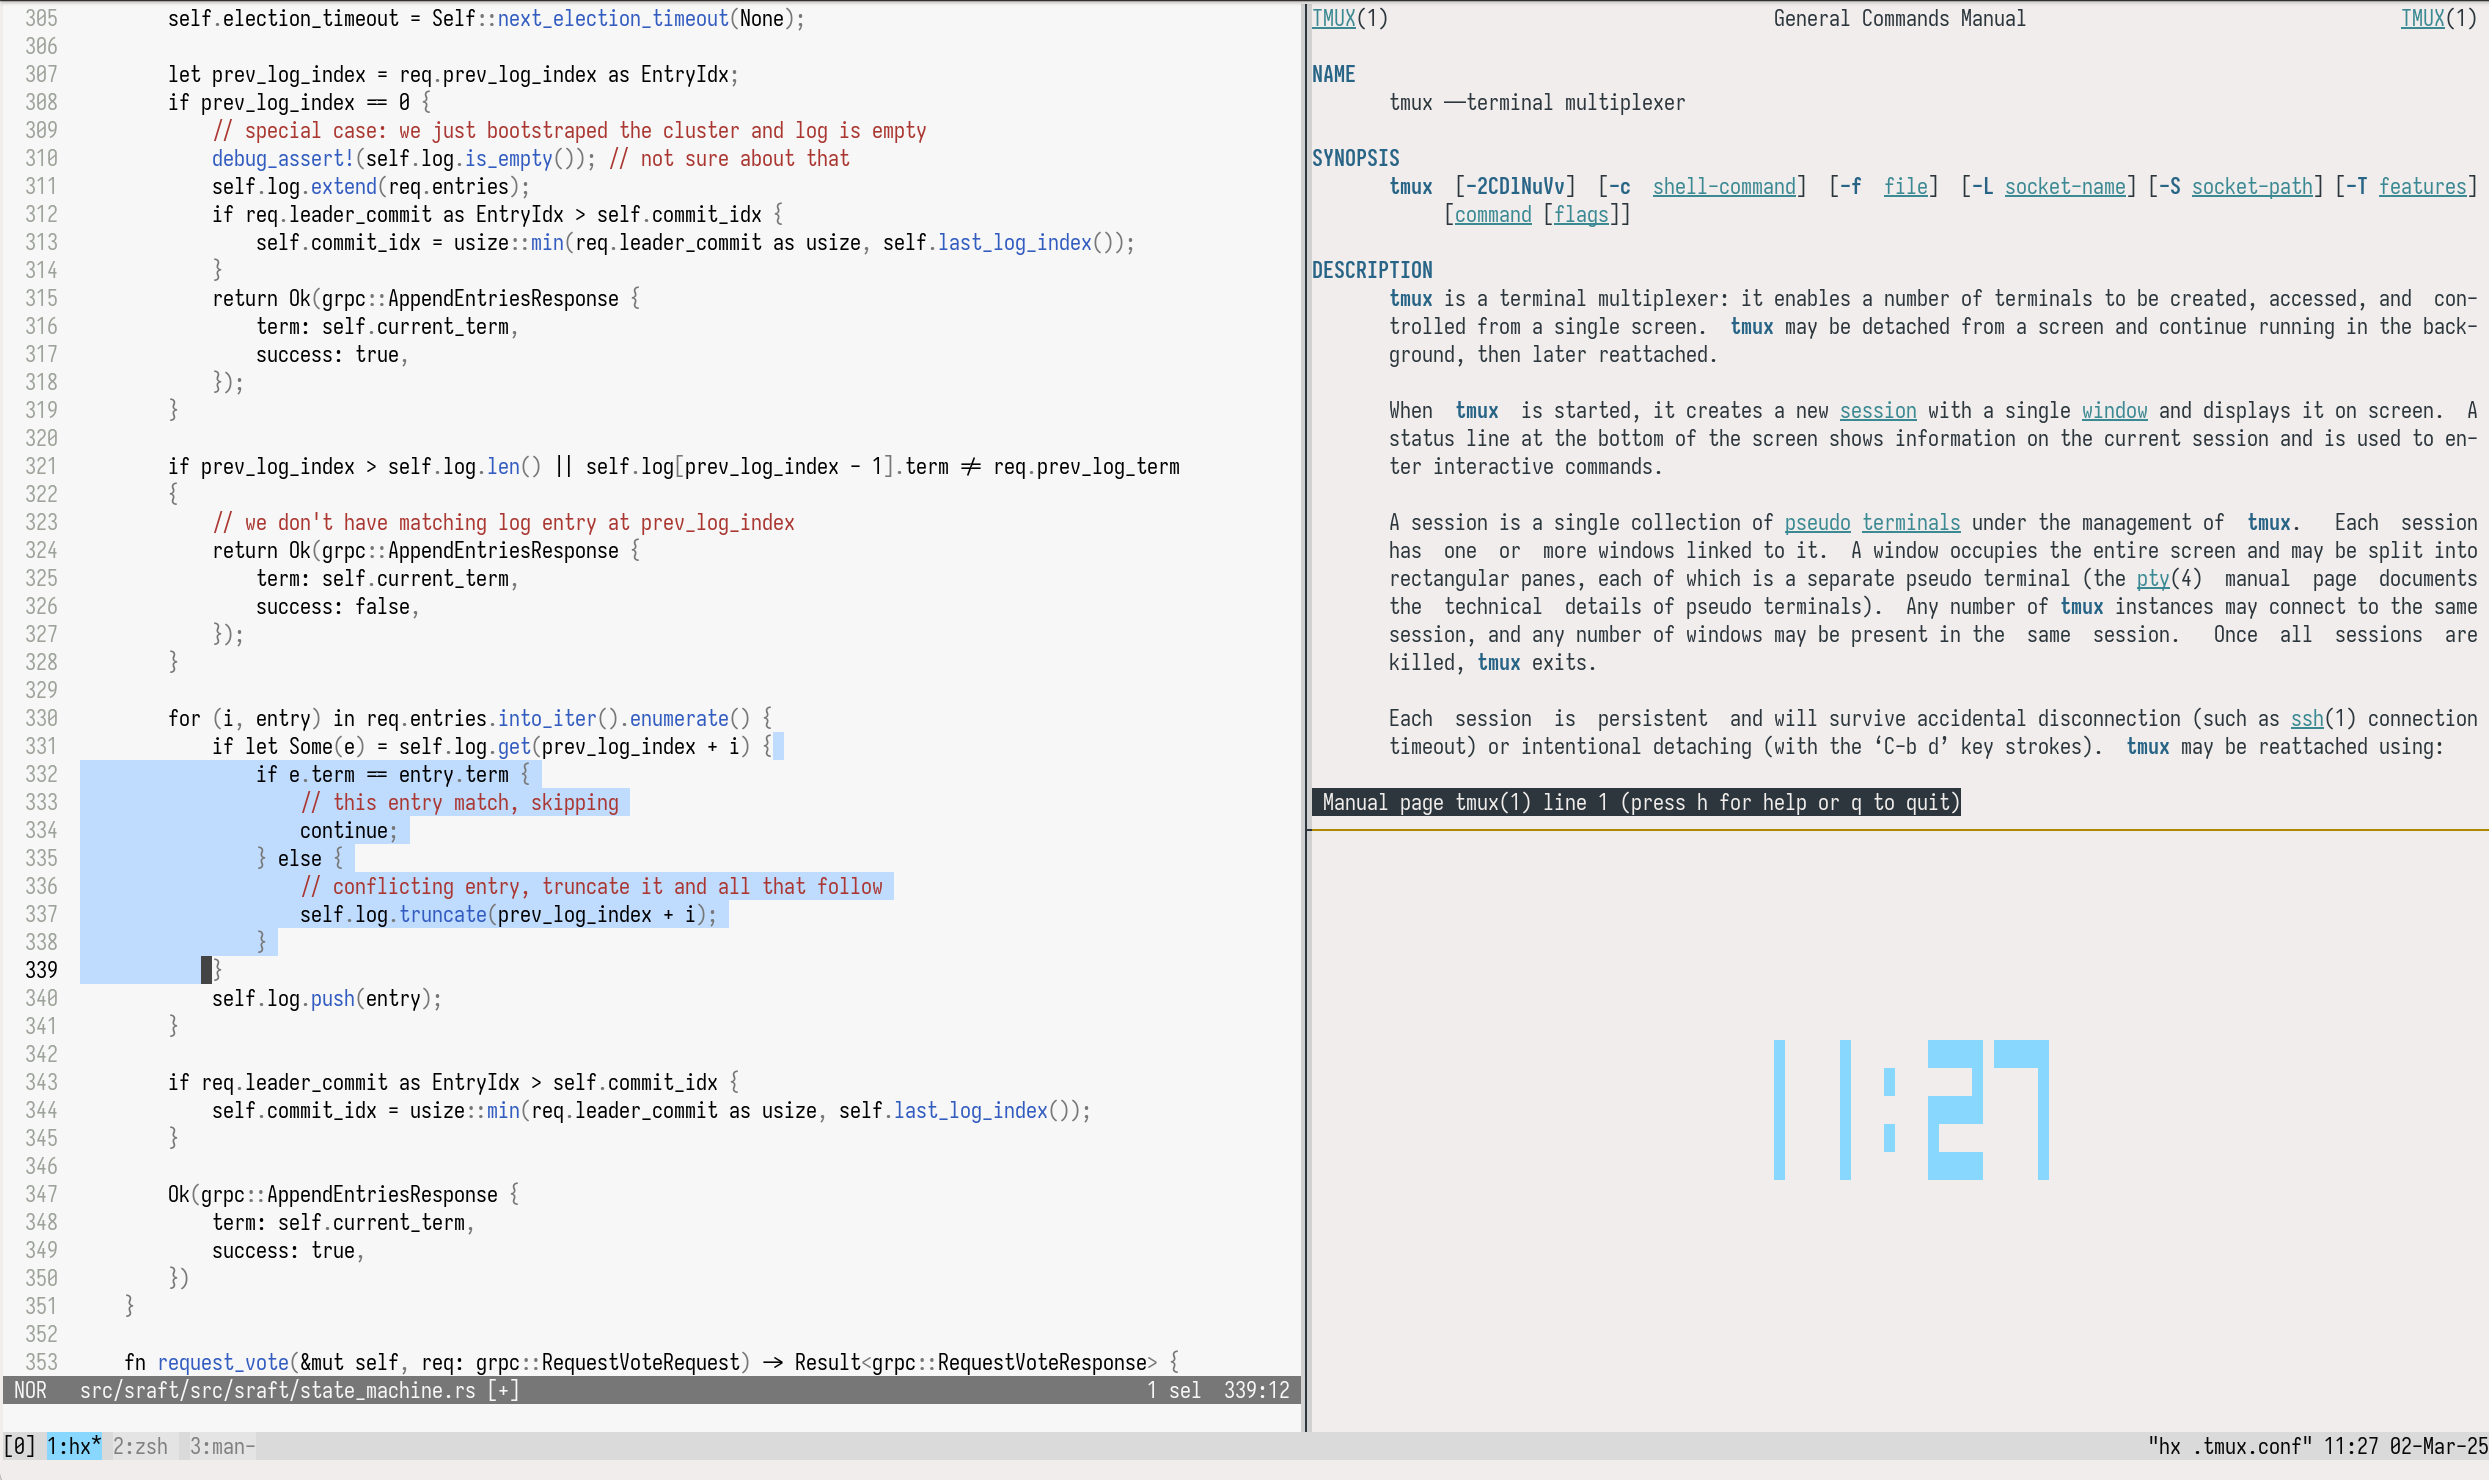 305         self.election_timeout = Self::next_election_timeout(None);
306
307         let prev_log_index = req.prev_log_index as EntryIdx;
308         if prev_log_index == 0 {
309             // special case: we just bootstraped the cluster and log is empty
310             debug_assert!(self.log.is_empty()); // not sure about that
311             self.log.extend(req.entries);
312             if req.leader_commit as EntryIdx > self.commit_idx {
313                 self.commit_idx = usize::min(req.leader_commit as usize, self.last_log_index());
314             }
315             return Ok(grpc::AppendEntriesResponse {
316                 term: self.current_term,
317                 success: true,
318             });
319         }
320
321         if prev_log_index > self.log.len() || self.log[prev_log_index - 1].term != req.prev_log_term
322         {
323             // we don't have matching log entry at prev_log_index
324             return Ok(grpc::AppendEntriesResponse {
325                 term: self.current_term,
326                 success: false,
327             });
328         }
329
330         for (i, entry) in req.entries.into_iter().enumerate() {
331             if let Some(e) = self.log.get(prev_log_index + i) {
332                 if e.term == entry.term {
333                     // this entry match, skipping
334                     continue;
335                 } else {
336                     // conflicting entry, truncate it and all that follow
337                     self.log.truncate(prev_log_index + i);
338                 }
339             }
340             self.log.push(entry);
341         }
342
343         if req.leader_commit as EntryIdx > self.commit_idx {
344             self.commit_idx = usize::min(req.leader_commit as usize, self.last_log_index());
345         }
346
347         Ok(grpc::AppendEntriesResponse {
348             term: self.current_term,
349             success: true,
350         })
351     }
352
353     fn request_vote(&mut self, req: grpc::RequestVoteRequest) -> Result<grpc::RequestVoteResponse> {
NOR   src/sraft/src/sraft/state_machine.rs [+]   1 sel  339:12
TMUX(1)   General Commands Manual   TMUX(1)
NAME
tmux —terminal multiplexer
SYNOPSIS
tmux [-2CDlNuVv] [-c shell-command] [-f file] [-L socket-name] [-S socket-path] [-T features]
[command [flags]]
DESCRIPTION
tmux is a terminal multiplexer: it enables a number of terminals to be created, accessed, and con-
trolled from a single screen.  tmux may be detached from a screen and continue running in the back-
ground, then later reattached.
When tmux is started, it creates a new session with a single window and displays it on screen.  A
status line at the bottom of the screen shows information on the current session and is used to en-
ter interactive commands.
A session is a single collection of pseudo terminals under the management of tmux.  Each session
has one or more windows linked to it.  A window occupies the entire screen and may be split into
rectangular panes, each of which is a separate pseudo terminal (the pty(4) manual page documents
the technical details of pseudo terminals).  Any number of tmux instances may connect to the same
session, and any number of windows may be present in the same session.  Once all sessions are
killed, tmux exits.
Each session is persistent and will survive accidental disconnection (such as ssh(1) connection
timeout) or intentional detaching (with the ‘C-b d’ key strokes).  tmux may be reattached using:
Manual page tmux(1) line 1 (press h for help or q to quit)
11:27
[0] 1:hx* 2:zsh  3:man-   "hx .tmux.conf" 11:27 02-Mar-25